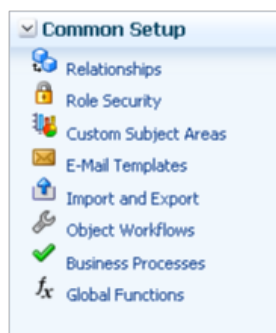 Common Setup
Relationships
Role Security
Custom Subject Areas
E-Mail Templates
Import and Export
Object Workflows
Business Processes
fx Global Functions